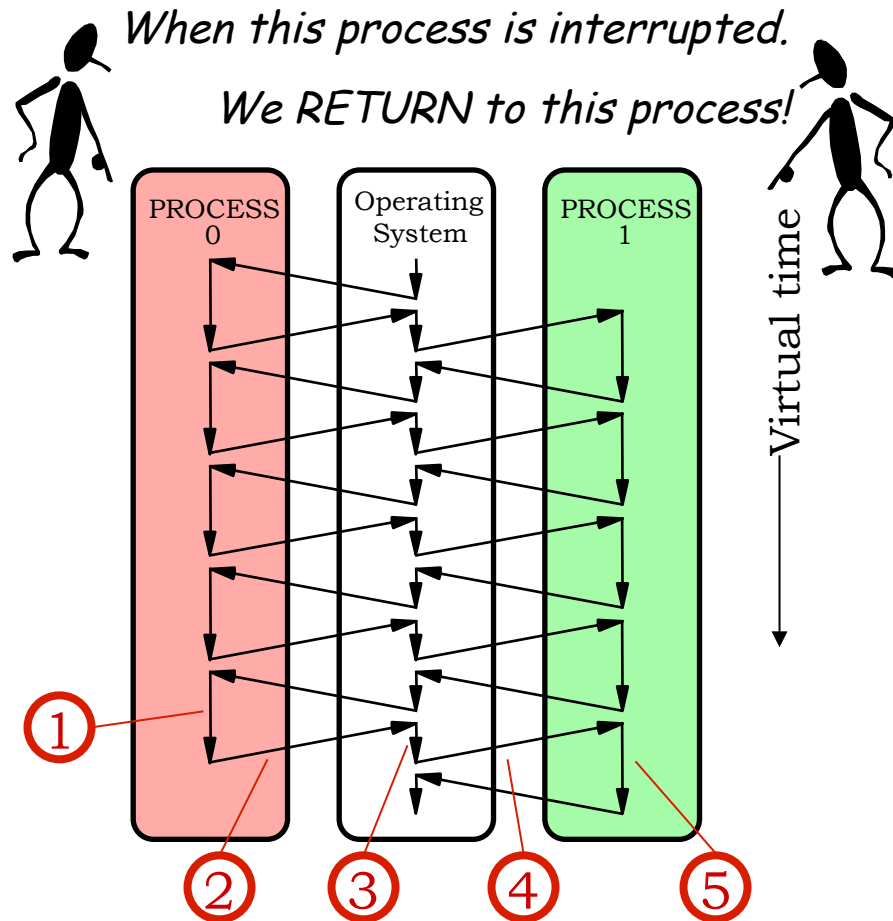 When this process is interrupted.
We RETURN to this process!
PROCESS
0
Operating
System
PROCESS
1
Virtual time
1
2
3
4
5